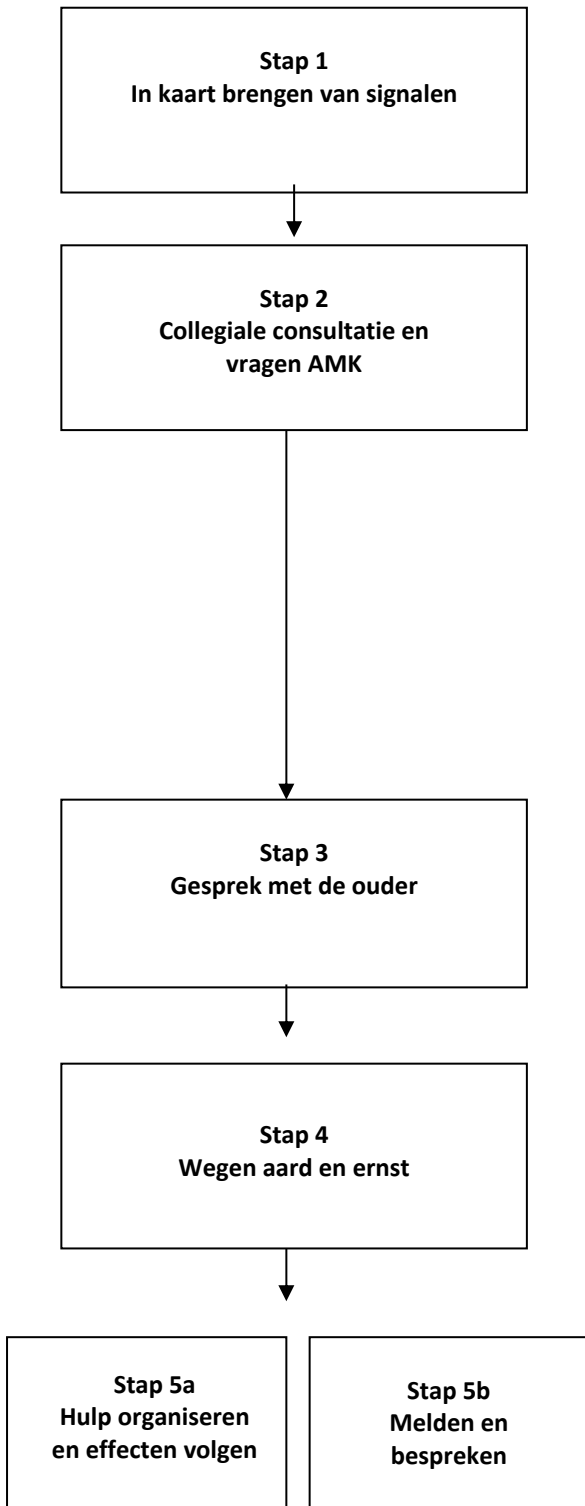 Stap 1
In kaart brengen van signalen
Stap 2
Collegiale consultatie en
vragen AMK
Stap 3
Gesprek met de ouder
Stap 4
Wegen aard en ernst
Stap 5a
Hulp organiseren
en effecten volgen
Stap 5b
Melden en
bespreken